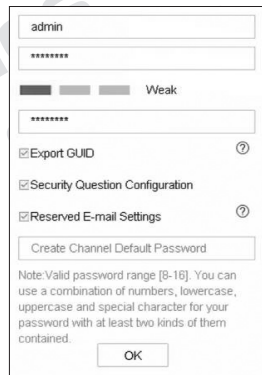 admin
********
Weak
********
Export GUID
Security Question Configuration
Reserved E-mail Settings
Create Channel Default Password
Note:Valid password range [8-16]. You can
use a combination of numbers, lowercase,
uppercase and special character for your
password with at least two kinds of them
contained.
OK